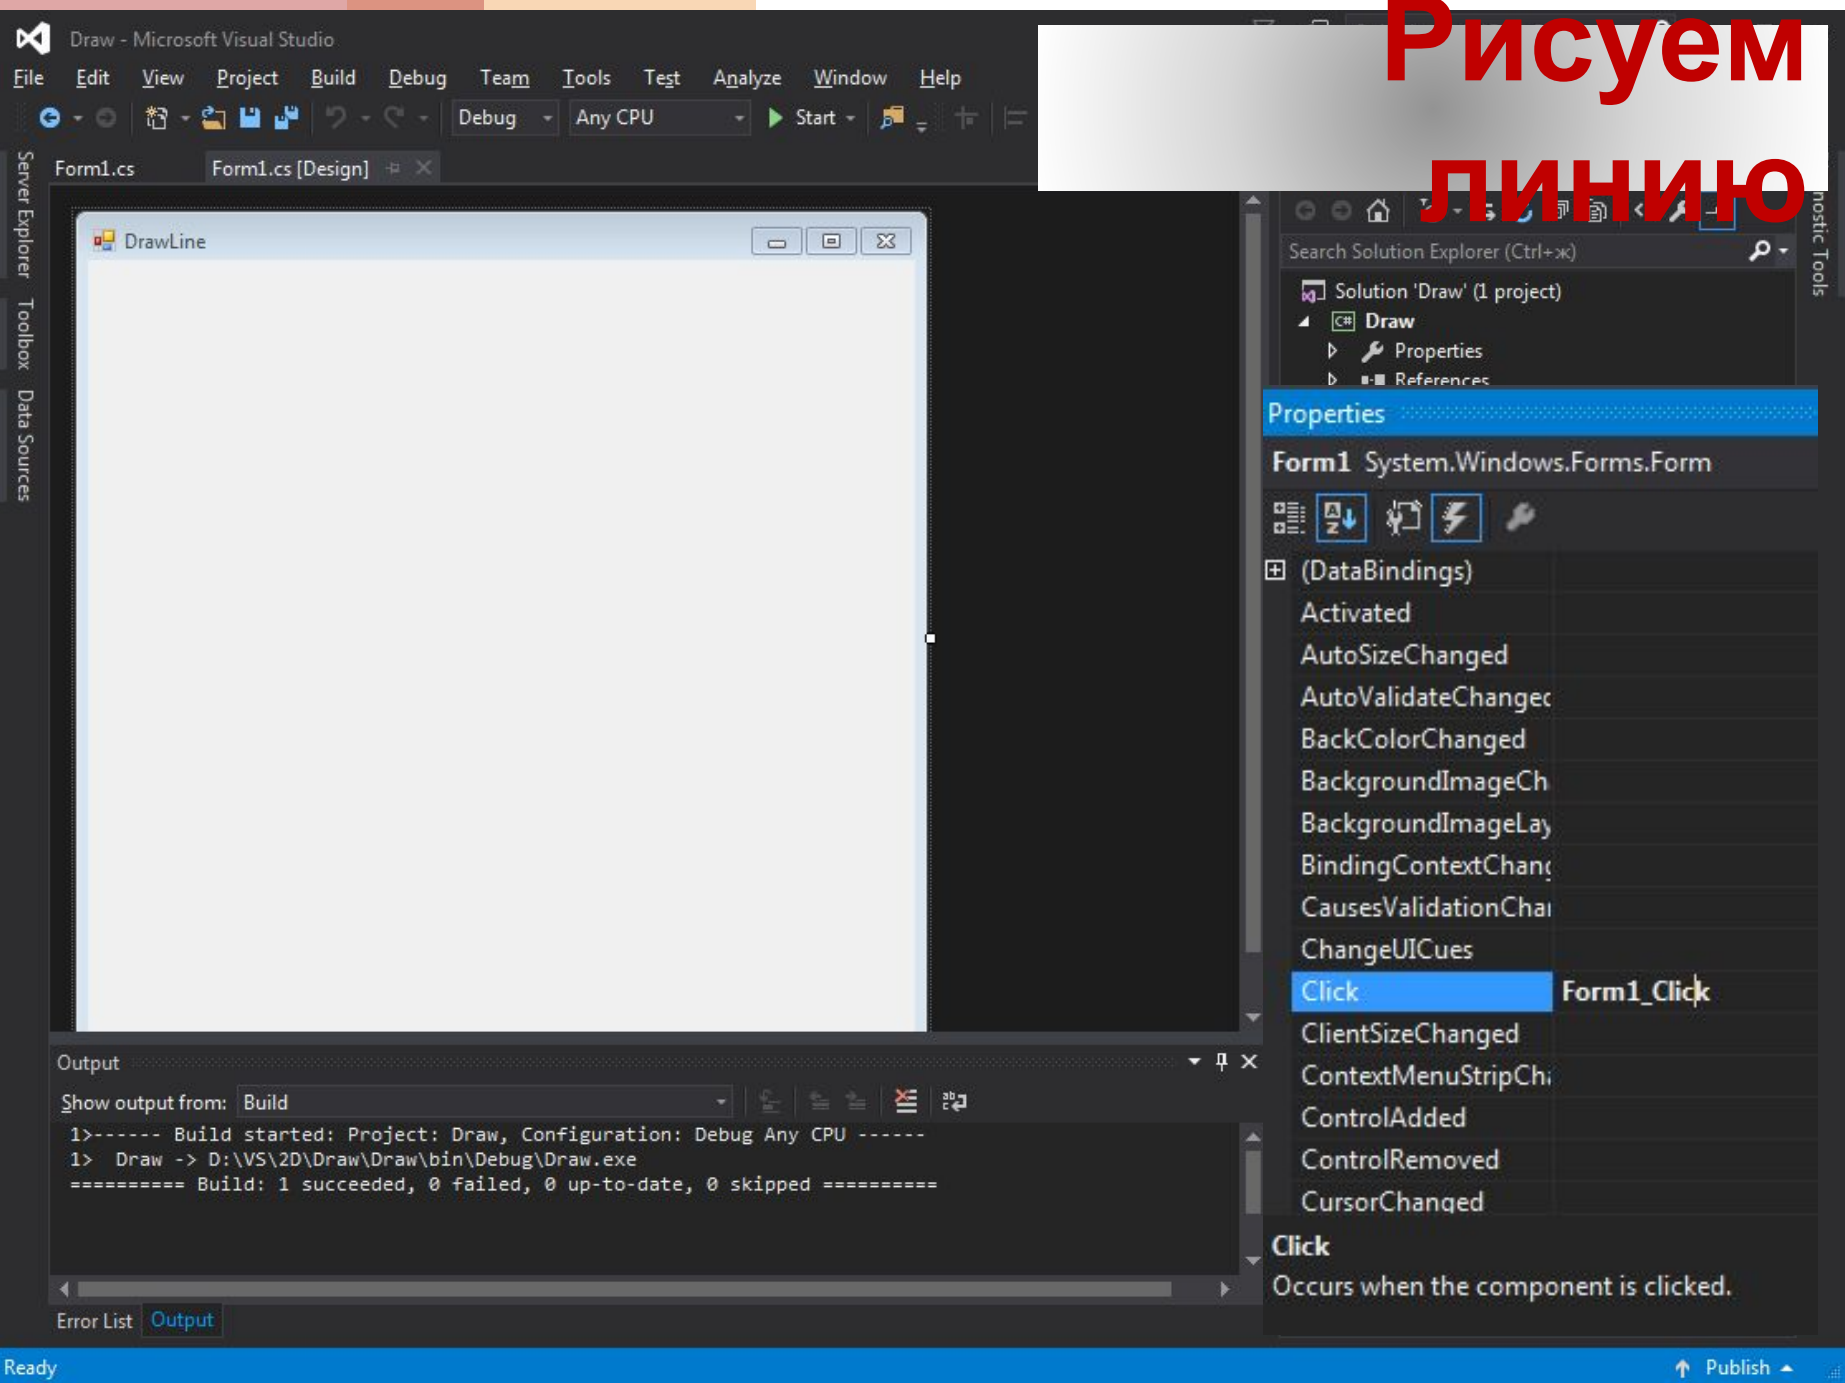 Рисуем
линию
Draw - Microsoft Visual Studio
File Edit View Project Build Debug Team Tools Test Analyze Window Help
Debug Any CPU Start
Form1.cs Form1.cs [Design]
Server Explorer
Toolbox
Data Sources
DrawLine
Search Solution Explorer (Ctrl+ж)
Solution 'Draw' (1 project)
C# Draw
Properties
References
Tools
Properties
Form1 System.Windows.Forms.Form
(DataBindings)
Activated
AutoSizeChanged
AutoValidateChanged
BackColorChanged
BackgroundImageCh
BackgroundImageLay
BindingContextChang
CausesValidationChan
ChangeUICues
Click Form1_Click
ClientSizeChanged
ContextMenuStripCha
ControlAdded
ControlRemoved
CursorChanged
Click
Occurs when the component is clicked.
Output
Show output from: Build
1>------ Build started: Project: Draw, Configuration: Debug Any CPU ------
1> Draw -> D:\VS\2D\Draw\Draw\bin\Debug\Draw.exe
========== Build: 1 succeeded, 0 failed, 0 up-to-date, 0 skipped ==========
Error List Output
Ready Publish